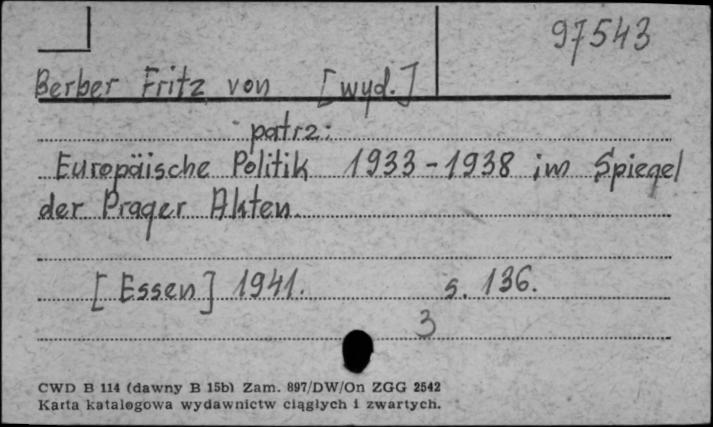 97543
Berber Fritz von [wyd.]
patrz:
Europäische Politik 1933-1938 im Spiegel
der Prager Akten.
[Essen] 1941. s. 136.
3
CWD B 114 (dawny B 15b) Zam. 897/DW/On ZGG 2542
Karta katalogowa wydawnictw ciągłych i zwartych.